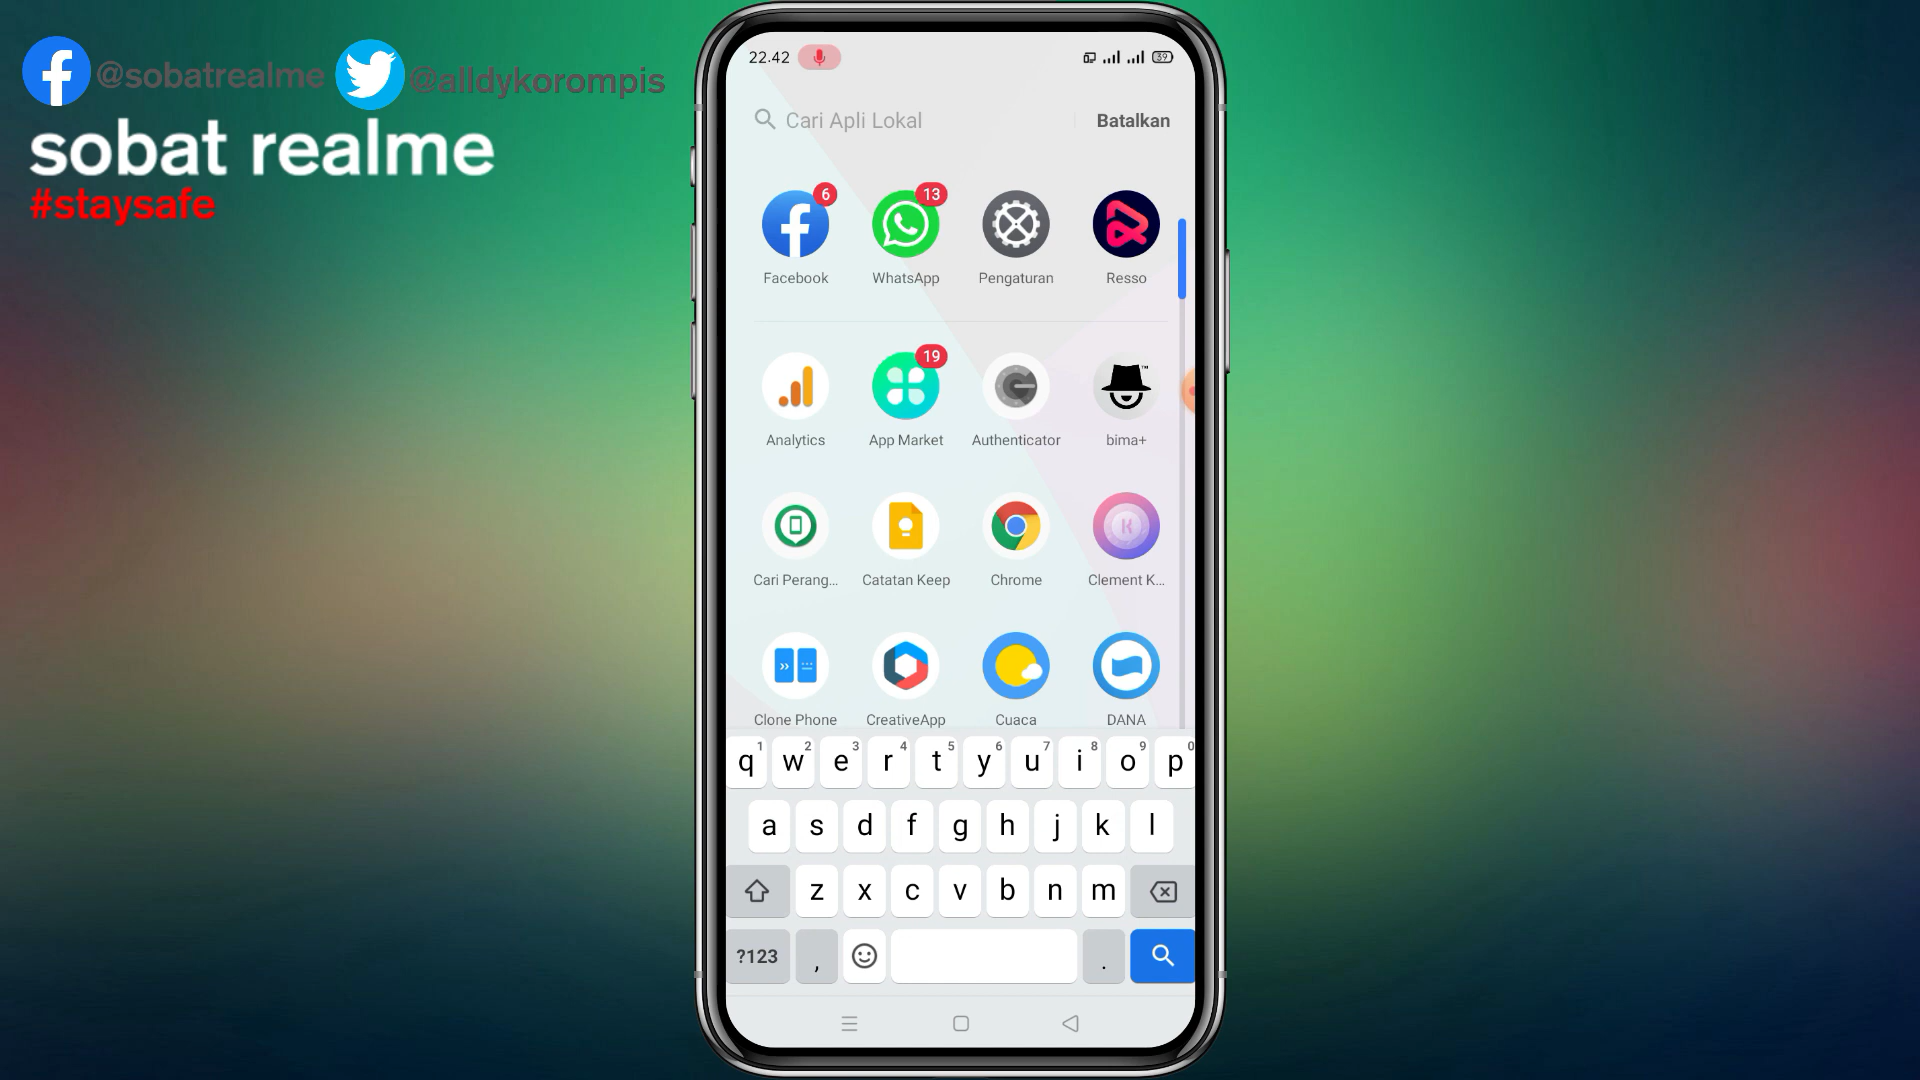 @sobatrealme @alldykorompis
sobat realme
#staysafe
22.42 39
Cari Apli Lokal Batalkan
6 13
Facebook WhatsApp Pengaturan Resso
19
Analytics App Market Authenticator bima+
Cari Perang... Catatan Keep Chrome Clement K...
Clone Phone CreativeApp Cuaca DANA
1 2 3 4 5 6 7 8 9 0
q w e r t y u i o p
a s d f g h j k l
z x c v b n m
?123 , .